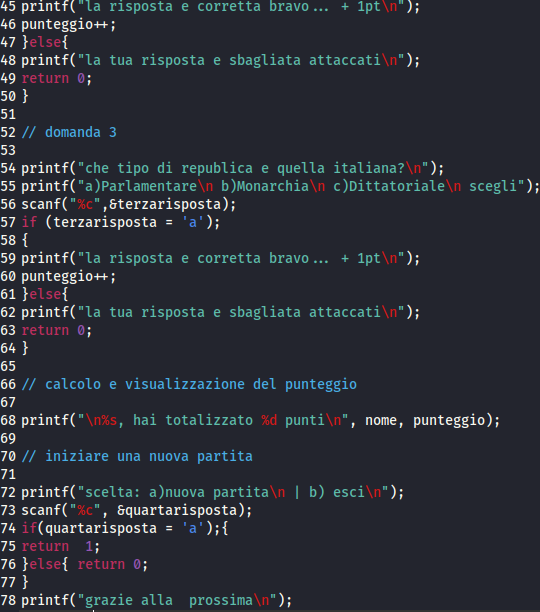 45 printf("la risposta e corretta bravo... + 1pt\n");
46 punteggio++;
47 }else{
48 printf("la tua risposta e sbagliata attaccati\n");
49 return 0;
50 }
51
52 // domanda 3
53
54 printf("che tipo di republica e quella italiana?\n");
55 printf("a)Parlamentare\n b)Monarchia\n c)Dittatoriale\n scegli");
56 scanf("%c",&terzarisposta);
57 if (terzarisposta = 'a');
58 {
59 printf("la risposta e corretta bravo... + 1pt\n");
60 punteggio++;
61 }else{
62 printf("la tua risposta e sbagliata attaccati\n");
63 return 0;
64 }
65
66 // calcolo e visualizzazione del punteggio
67
68 printf("\n%s, hai totalizzato %d punti\n", nome, punteggio);
69
70 // iniziare una nuova partita
71
72 printf("scelta: a)nuova partita\n | b) esci\n");
73 scanf("%c", &quartarisposta);
74 if(quartarisposta = 'a');{
75 return  1;
76 }else{ return 0;
77 }
78 printf("grazie alla  prossima\n");